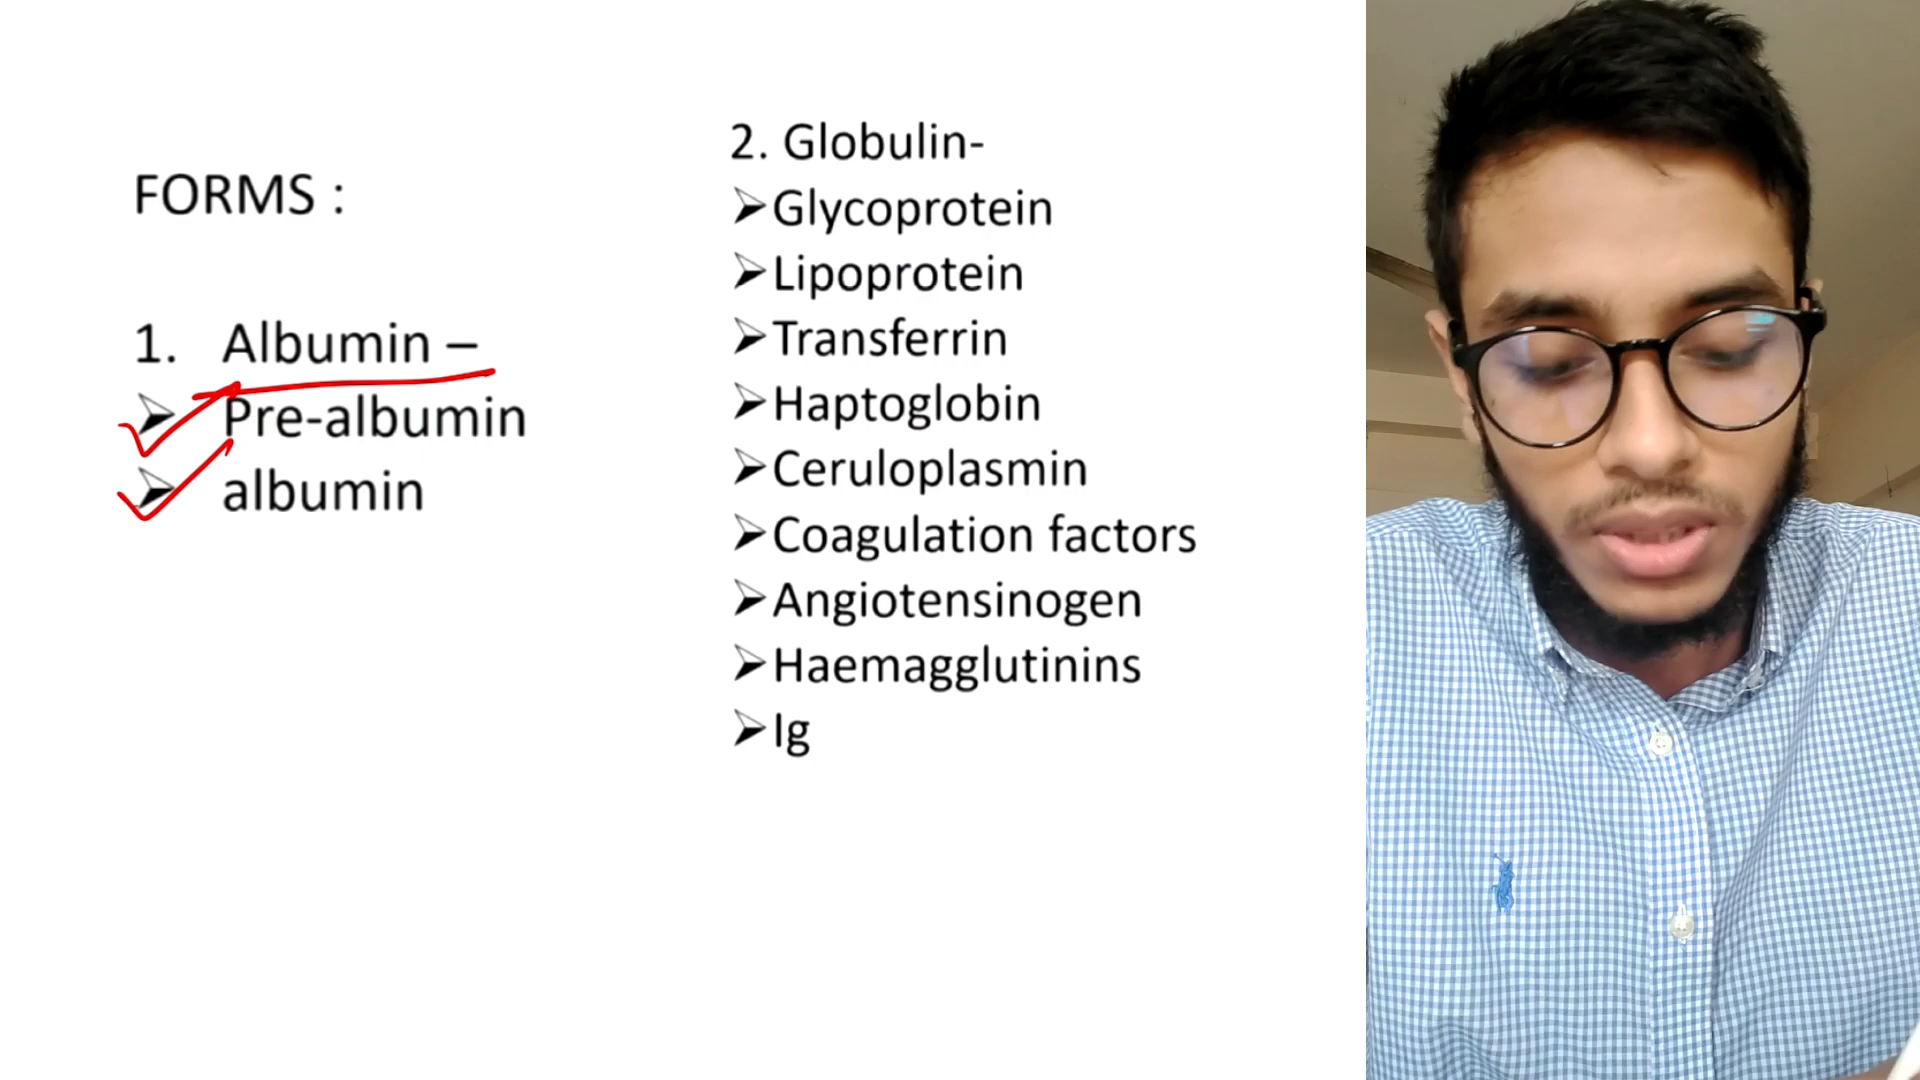 FORMS :
1. Albumin –
Pre-albumin
albumin
2. Globulin-
Glycoprotein
Lipoprotein
Transferrin
Haptoglobin
Ceruloplasmin
Coagulation factors
Angiotensinogen
Haemagglutinins
Ig